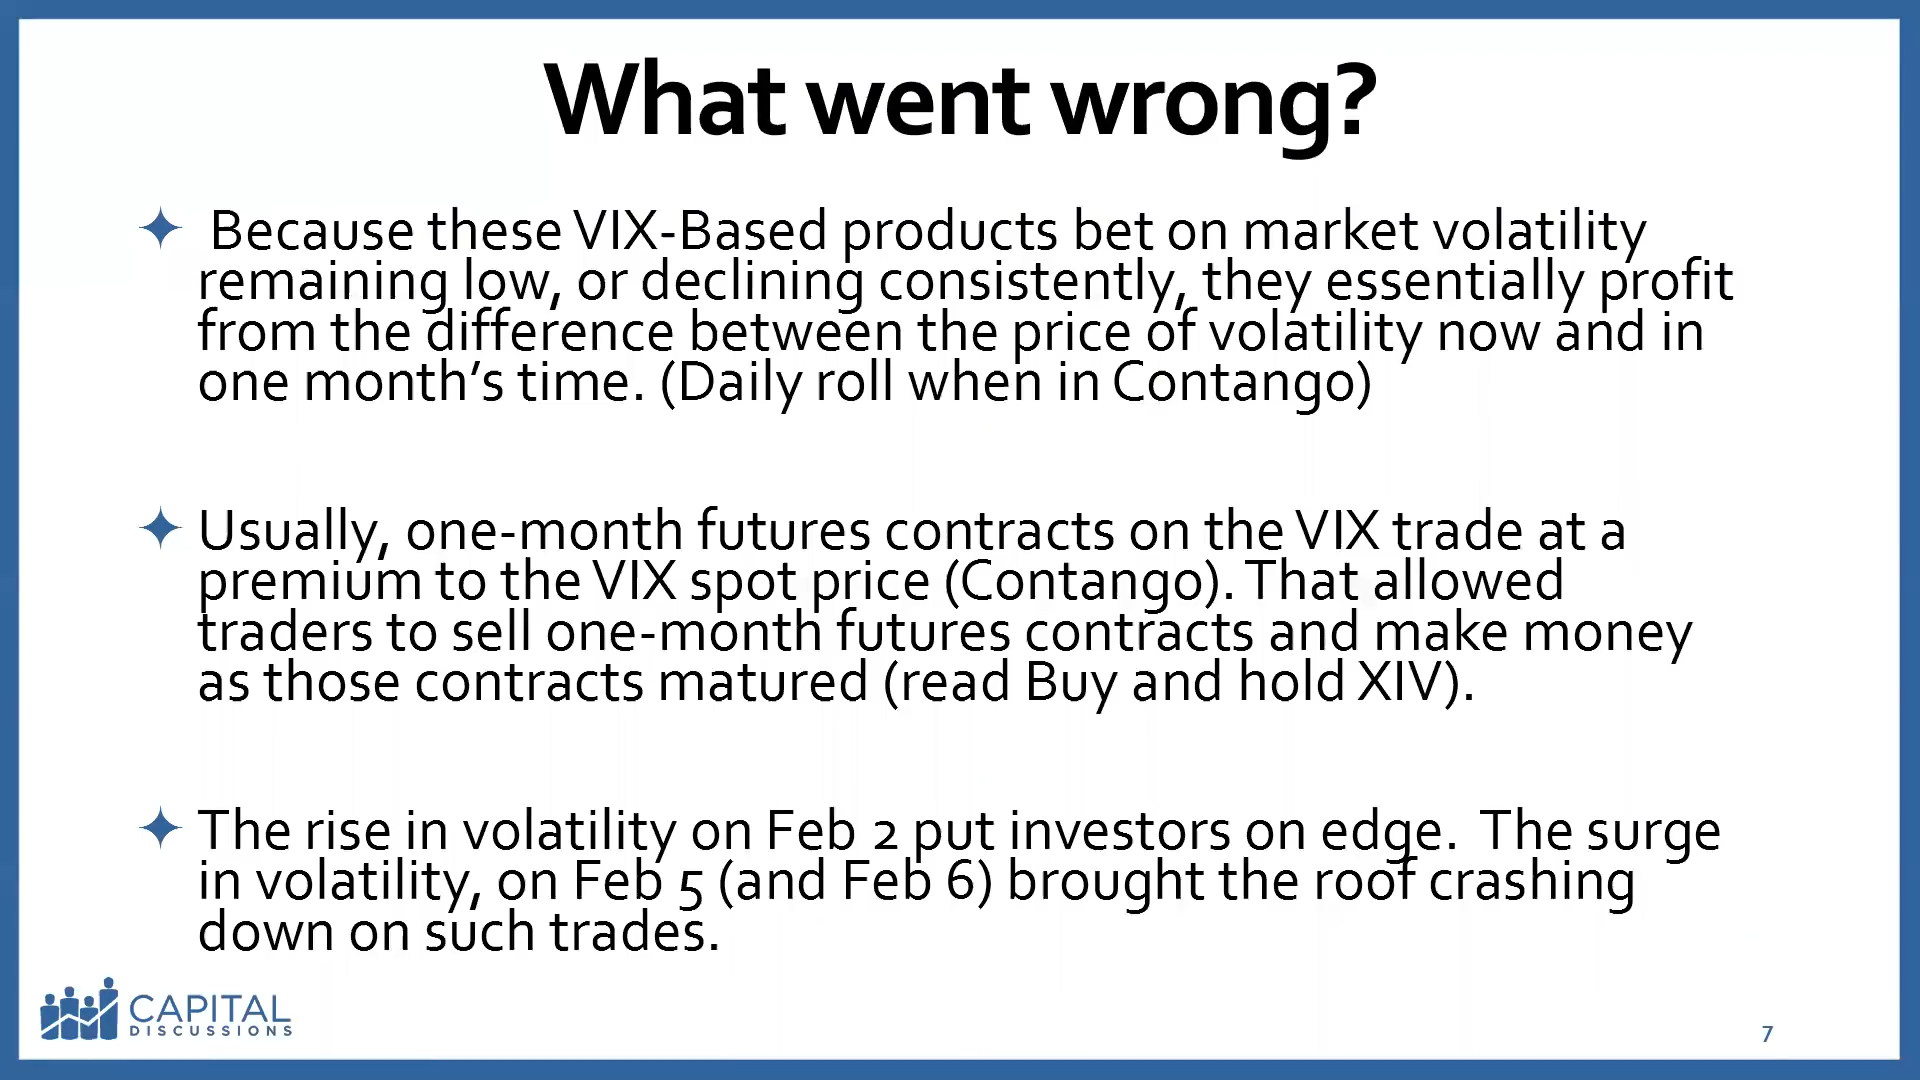 What went wrong?
Because these VIX-Based products bet on market volatility
remaining low, or declining consistently, they essentially profit
from the difference between the price of volatility now and in
one month’s time. (Daily roll when in Contango)
Usually, one-month futures contracts on the VIX trade at a
premium to the VIX spot price (Contango). That allowed
traders to sell one-month futures contracts and make money
as those contracts matured (read Buy and hold XIV).
The rise in volatility on Feb 2 put investors on edge. The surge
in volatility, on Feb 5 (and Feb 6) brought the roof crashing
down on such trades.
CAPITAL
DISCUSSIONS
7